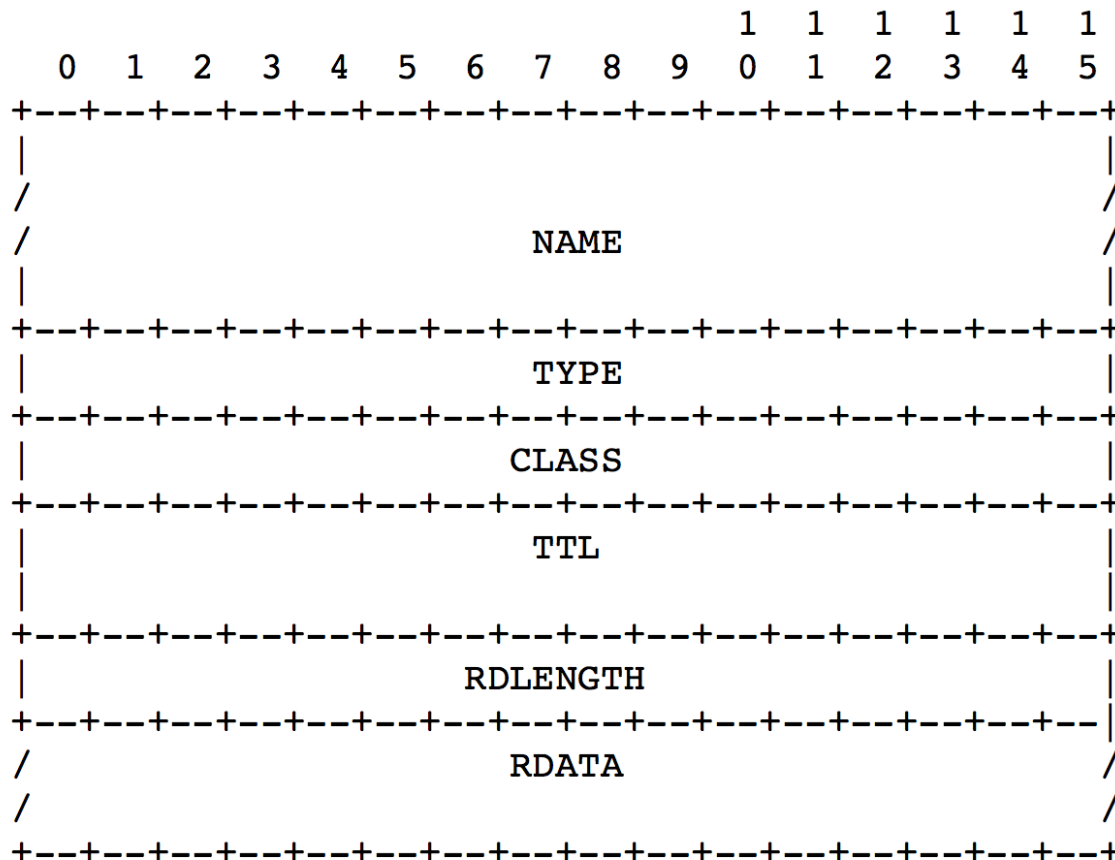 1  1  1  1  1  1
  0  1  2  3  4  5  6  7  8  9  0  1  2  3  4  5
+--+--+--+--+--+--+--+--+--+--+--+--+--+--+--+--+
|                                               |
/                                               /
/                      NAME                     /
|                                               |
+--+--+--+--+--+--+--+--+--+--+--+--+--+--+--+--+
|                      TYPE                     |
+--+--+--+--+--+--+--+--+--+--+--+--+--+--+--+--+
|                     CLASS                     |
+--+--+--+--+--+--+--+--+--+--+--+--+--+--+--+--+
|                      TTL                      |
|                                               |
+--+--+--+--+--+--+--+--+--+--+--+--+--+--+--+--+
|                   RDLENGTH                    |
+--+--+--+--+--+--+--+--+--+--+--+--+--+--+--+--|
/                     RDATA                     /
/                                               /
+--+--+--+--+--+--+--+--+--+--+--+--+--+--+--+--+